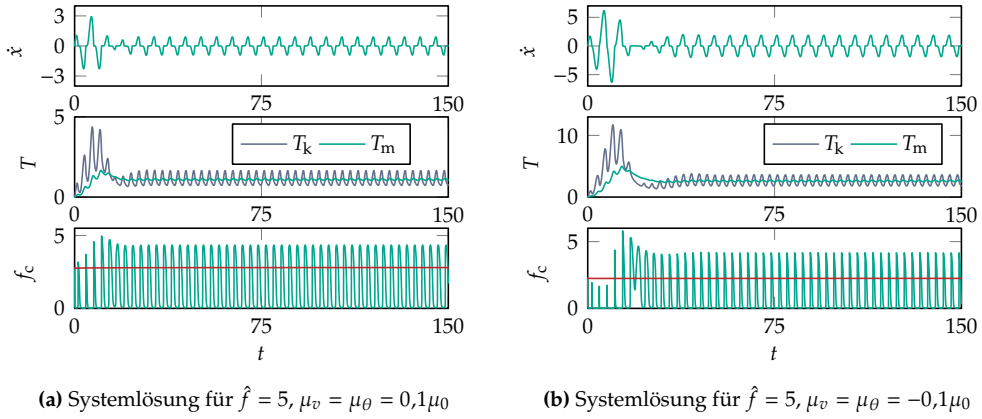 3
0
−3
ẋ
0 75 150
5
0
T
T_k T_m
0 75 150
5
0
f_c
0 75 150
t
(a) Systemlösung für f̂ = 5, μ_v = μ_θ = 0,1μ_0
5
0
−5
ẋ
0 75 150
10
0
T
T_k T_m
0 75 150
5
0
f_c
0 75 150
t
(b) Systemlösung für f̂ = 5, μ_v = μ_θ = −0,1μ_0